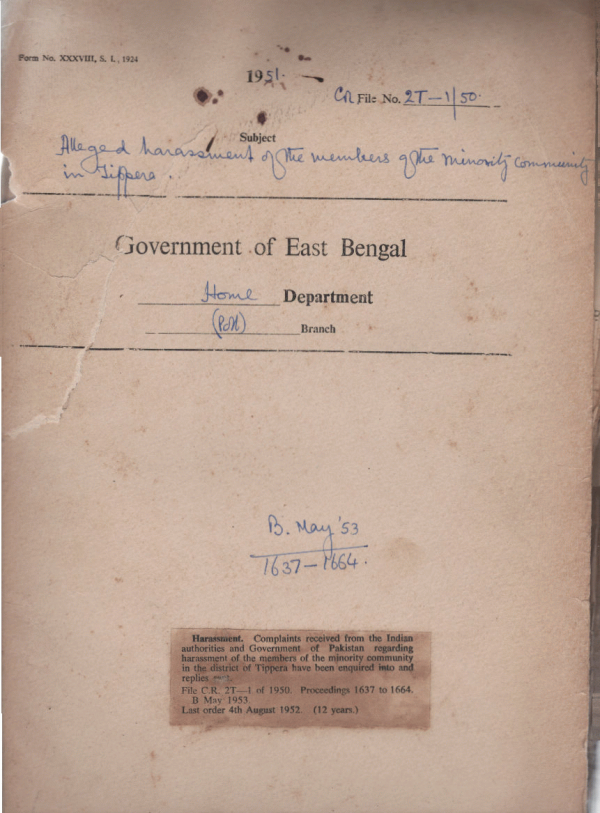 Form No. XXXVIII, S. I., 1924
1951.
CR File No. 2T—1/50.
Subject
Alleged harassment of the members of the minority community
in Tippera.
Government of East Bengal
Home Department
(Poll) Branch
B. May '53
1637—1664.
Harassment. Complaints received from the Indian
authorities and Government of Pakistan regarding
harassment of the members of the minority community
in the district of Tippera have been enquired into and
replies
File C.R. 2T—1 of 1950. Proceedings 1637 to 1664.
B May 1953
Last order 4th August 1952. (12 years.)